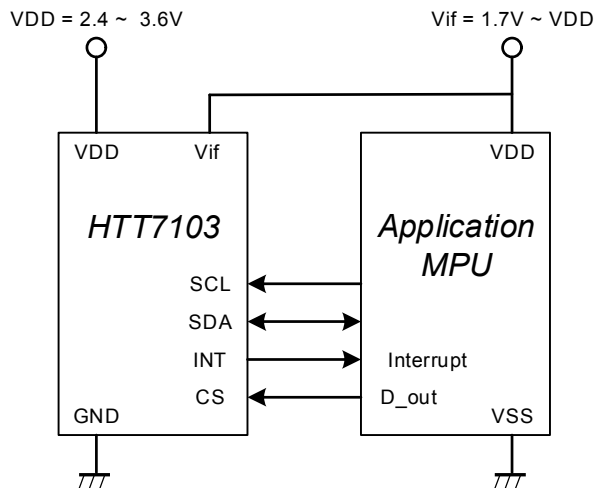 VDD = 2.4 ~ 3.6V
Vif = 1.7V ~ VDD
VDD
Vif
VDD
HTT7103
Application
MPU
SCL
SDA
INT
Interrupt
CS
D_out
GND
VSS